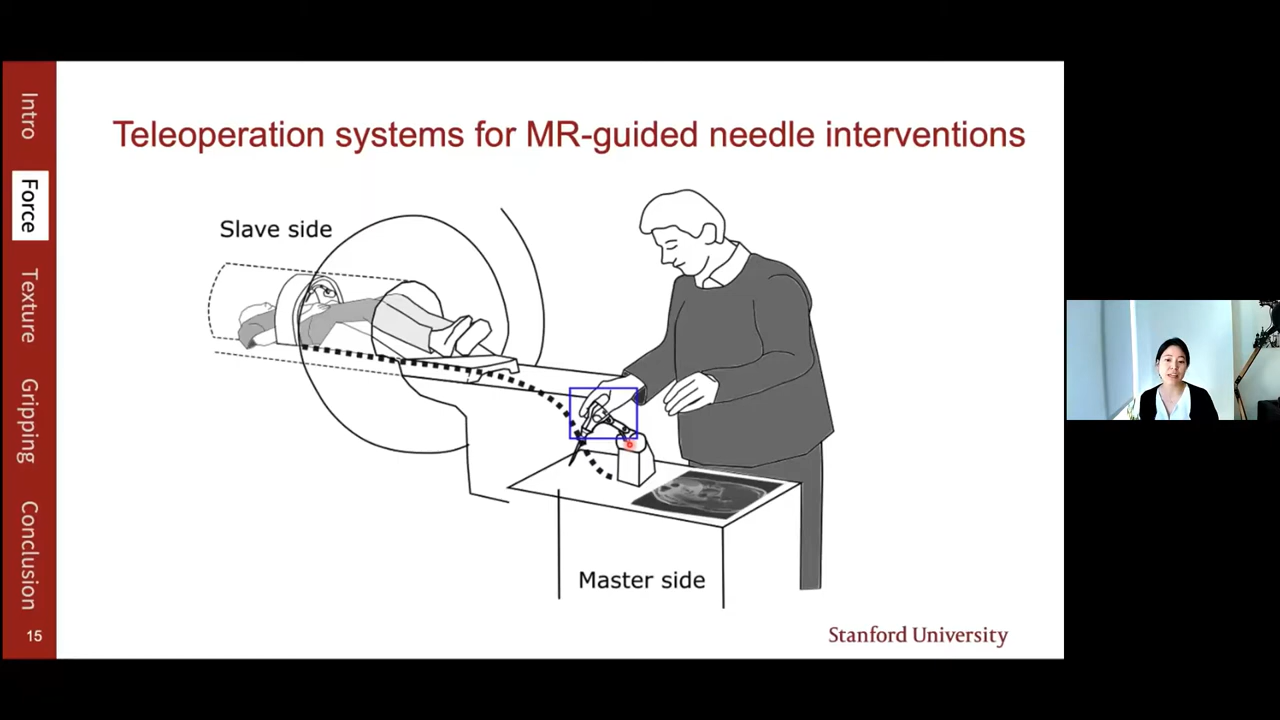 Intro
Force
Texture
Gripping
Conclusion
15
Teleoperation systems for MR-guided needle interventions
Slave side
Master side
Stanford University